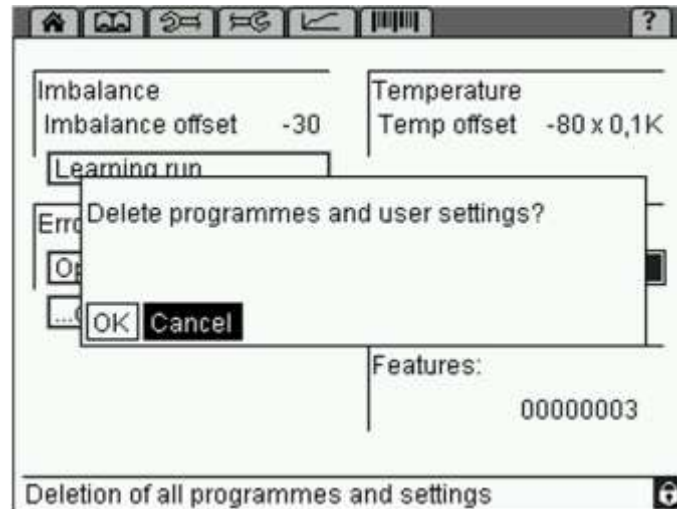 ?
Imbalance
Imbalance offset -30
Temperature
Temp offset -80 x 0,1K
Learning run
Delete programmes and user settings?
OK Cancel
Features:
00000003
Deletion of all programmes and settings